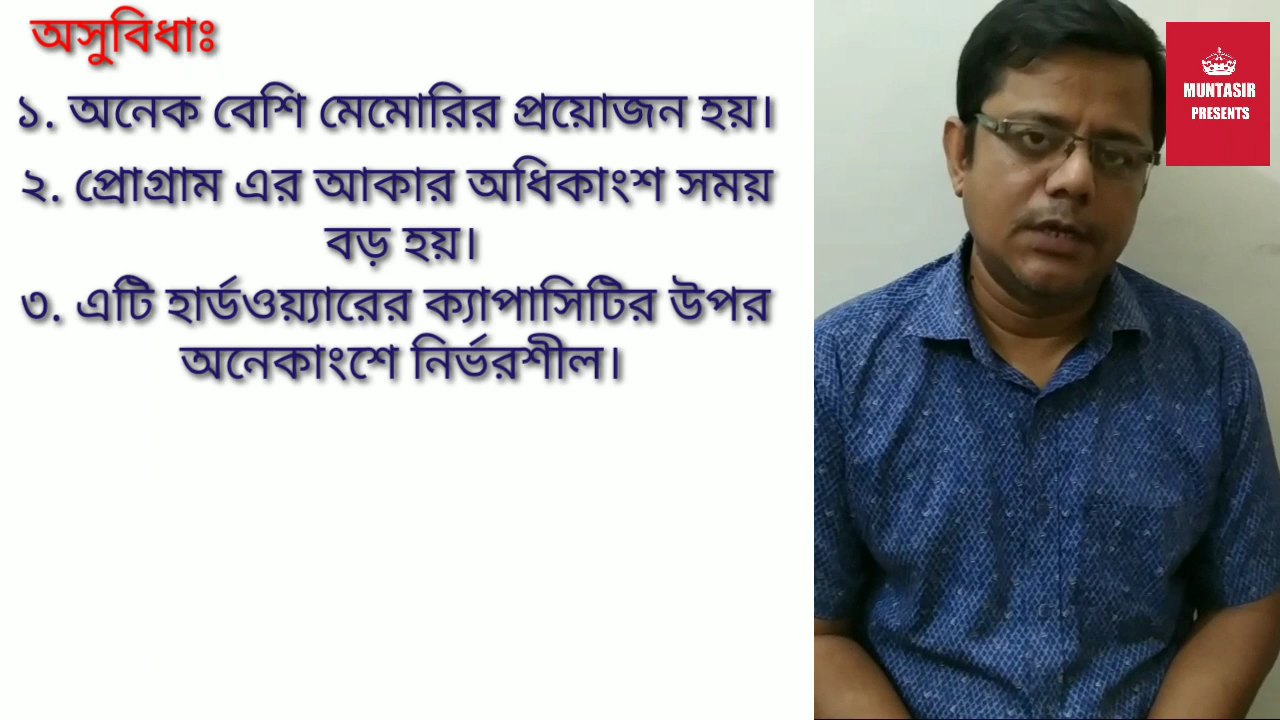 অসুবিধাঃ
১. অনেক বেশি মেমোরির প্রয়োজন হয়।
২. প্রোগ্রাম এর আকার অধিকাংশ সময়
বড় হয়।
৩. এটি হার্ডওয়্যারের ক্যাপাসিটির উপর
অনেকাংশে নির্ভরশীল।
MUNTASIR
PRESENTS